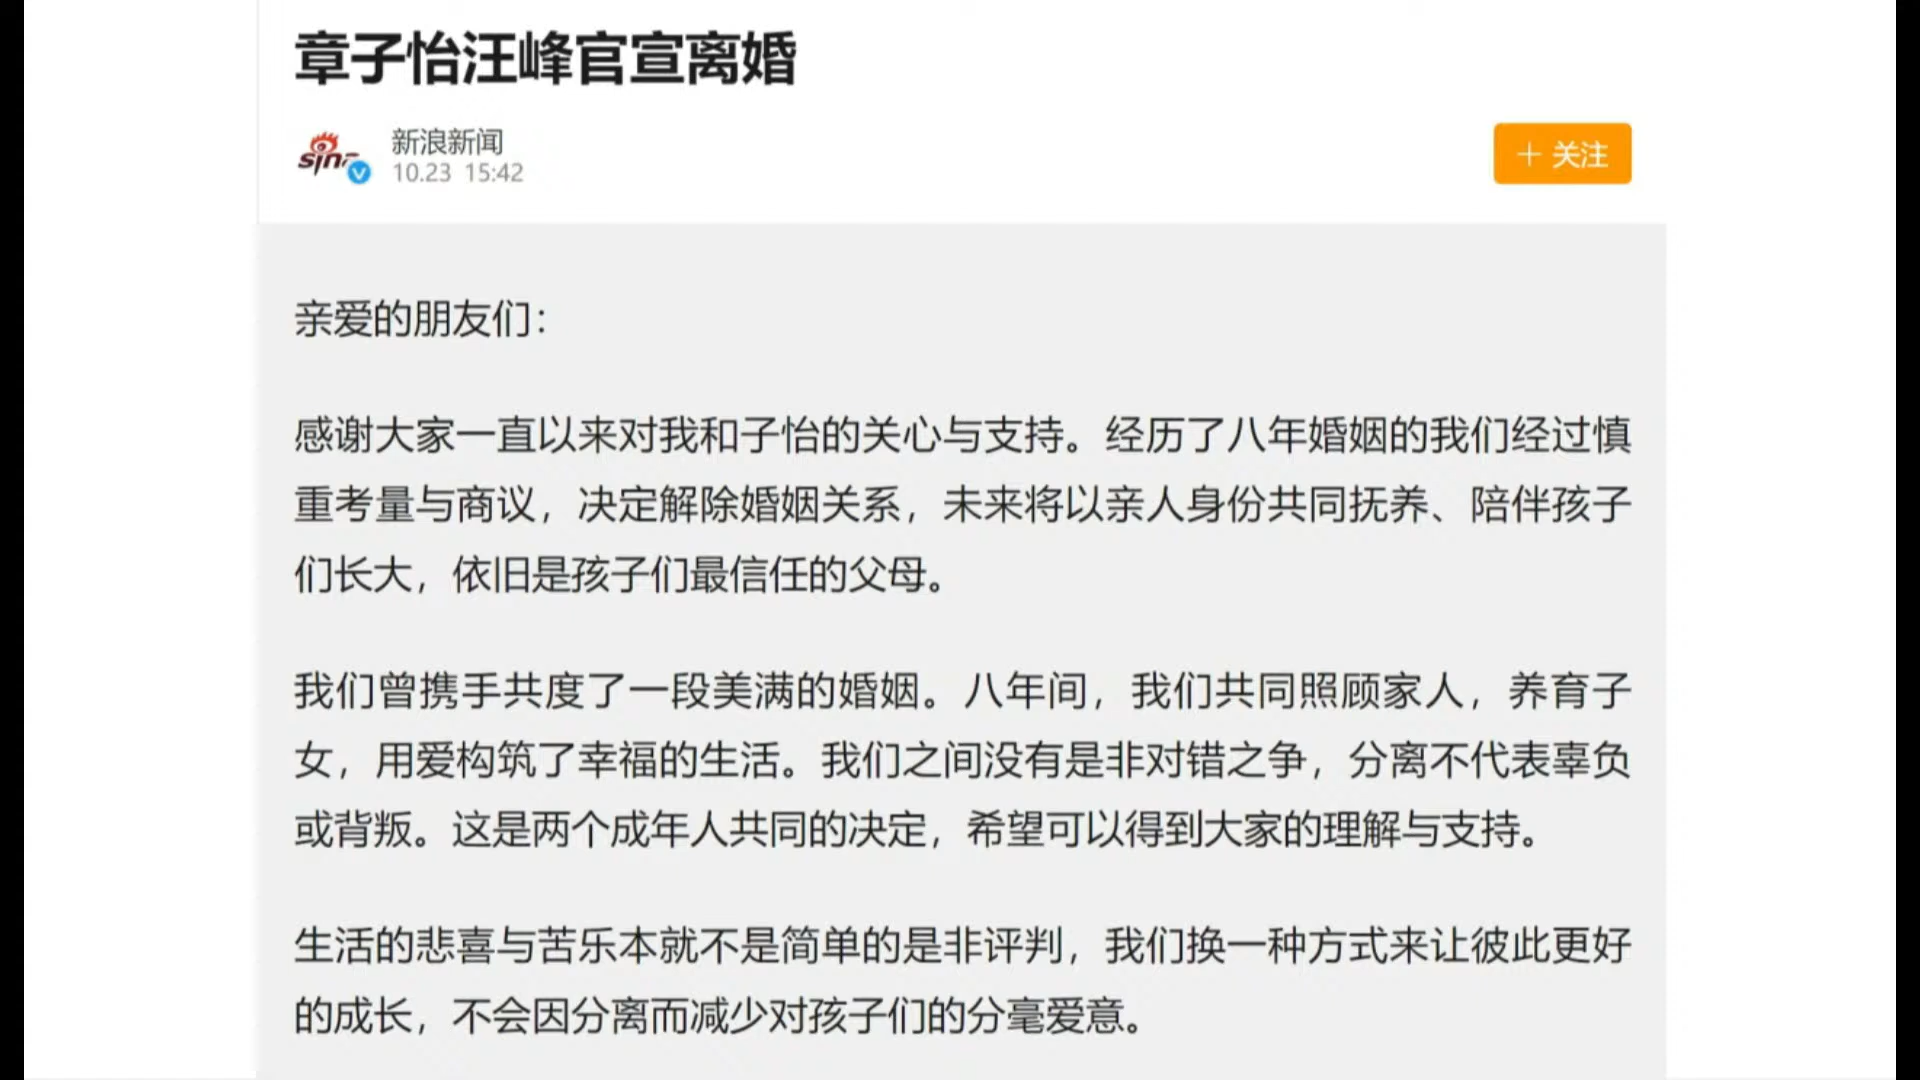 章子怡汪峰官宣离婚
新浪新闻
10.23 15:42
+ 关注
亲爱的朋友们：
感谢大家一直以来对我和子怡的关心与支持。经历了八年婚姻的我们经过慎
重考量与商议，决定解除婚姻关系，未来将以亲人身份共同抚养、陪伴孩子
们长大，依旧是孩子们最信任的父母。
我们曾携手共度了一段美满的婚姻。八年间，我们共同照顾家人，养育子
女，用爱构筑了幸福的生活。我们之间没有是非对错之争，分离不代表辜负
或背叛。这是两个成年人共同的决定，希望可以得到大家的理解与支持。
生活的悲喜与苦乐本就不是简单的是非评判，我们换一种方式来让彼此更好
的成长，不会因分离而减少对孩子们的分毫爱意。